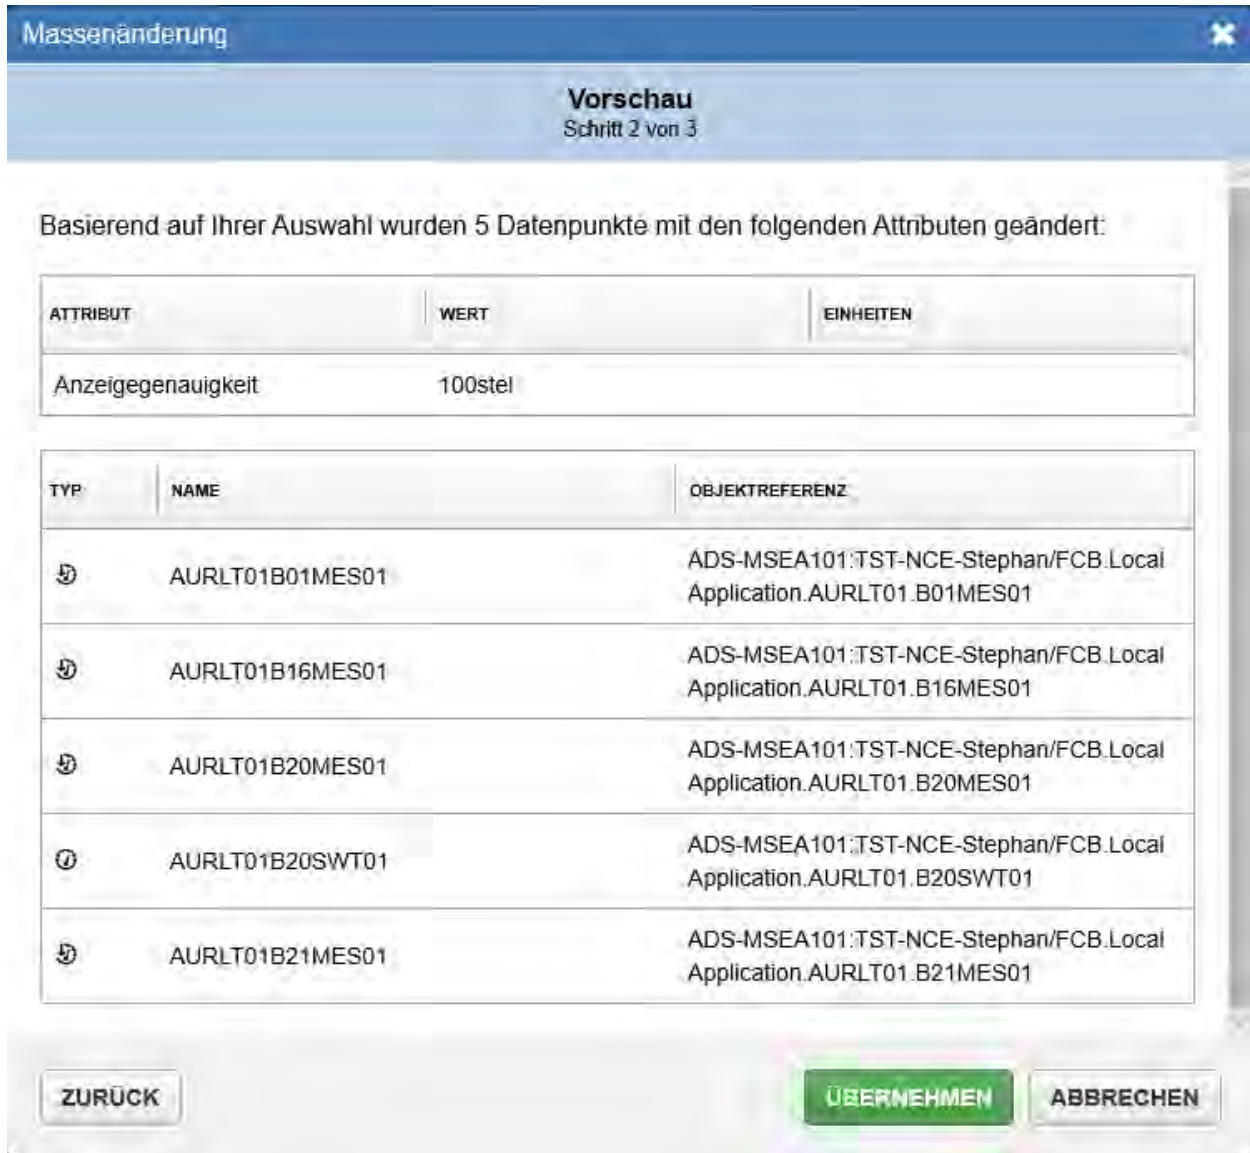 Massenänderung
Vorschau
Schritt 2 von 3
Basierend auf Ihrer Auswahl wurden 5 Datenpunkte mit den folgenden Attributen geändert:
ATTRIBUT WERT EINHEITEN
Anzeigegenauigkeit 100stel
TYP NAME OBJEKTREFERENZ
AURLT01B01MES01 ADS-MSEA101:TST-NCE-Stephan/FCB.Local
Application.AURLT01.B01MES01
AURLT01B16MES01 ADS-MSEA101:TST-NCE-Stephan/FCB.Local
Application.AURLT01.B16MES01
AURLT01B20MES01 ADS-MSEA101:TST-NCE-Stephan/FCB.Local
Application.AURLT01.B20MES01
AURLT01B20SWT01 ADS-MSEA101:TST-NCE-Stephan/FCB.Local
Application.AURLT01.B20SWT01
AURLT01B21MES01 ADS-MSEA101:TST-NCE-Stephan/FCB.Local
Application.AURLT01.B21MES01
ZURÜCK ÜBERNEHMEN ABBRECHEN